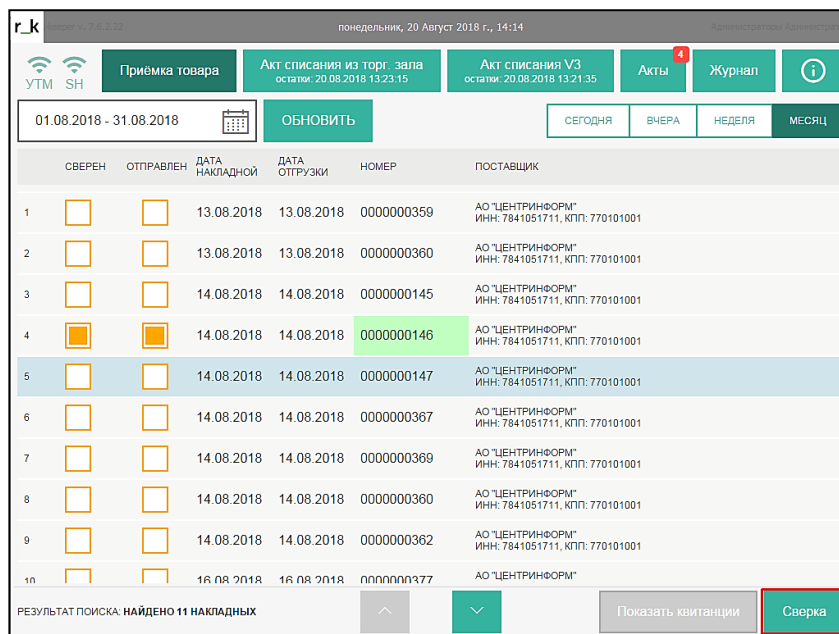 r_k Keeper v. 7.6.2.22 понедельник, 20 Август 2018 г., 14:14 Администраторы Администрат
УТМ SH Приёмка товара Акт списания из торг. зала Акт списания V3 Акты 4 Журнал
остатки: 20.08.2018 13:23:15 остатки: 20.08.2018 13:21:35
01.08.2018 - 31.08.2018 ОБНОВИТЬ СЕГОДНЯ ВЧЕРА НЕДЕЛЯ МЕСЯЦ
СВЕРЕН ОТПРАВЛЕН ДАТА НАКЛАДНОЙ ДАТА ОТГРУЗКИ НОМЕР ПОСТАВЩИК
1 13.08.2018 13.08.2018 0000000359 АО "ЦЕНТРИНФОРМ"
ИНН: 7841051711, КПП: 770101001
2 13.08.2018 13.08.2018 0000000360 АО "ЦЕНТРИНФОРМ"
ИНН: 7841051711, КПП: 770101001
3 14.08.2018 14.08.2018 0000000145 АО "ЦЕНТРИНФОРМ"
ИНН: 7841051711, КПП: 770101001
4 14.08.2018 14.08.2018 0000000146 АО "ЦЕНТРИНФОРМ"
ИНН: 7841051711, КПП: 770101001
5 14.08.2018 14.08.2018 0000000147 АО "ЦЕНТРИНФОРМ"
ИНН: 7841051711, КПП: 770101001
6 14.08.2018 14.08.2018 0000000367 АО "ЦЕНТРИНФОРМ"
ИНН: 7841051711, КПП: 770101001
7 14.08.2018 14.08.2018 0000000369 АО "ЦЕНТРИНФОРМ"
ИНН: 7841051711, КПП: 770101001
8 14.08.2018 14.08.2018 0000000360 АО "ЦЕНТРИНФОРМ"
ИНН: 7841051711, КПП: 770101001
9 14.08.2018 14.08.2018 0000000362 АО "ЦЕНТРИНФОРМ"
ИНН: 7841051711, КПП: 770101001
10 16.08.2018 16.08.2018 0000000377 АО "ЦЕНТРИНФОРМ"
РЕЗУЛЬТАТ ПОИСКА: НАЙДЕНО 11 НАКЛАДНЫХ Показать квитанции Сверка